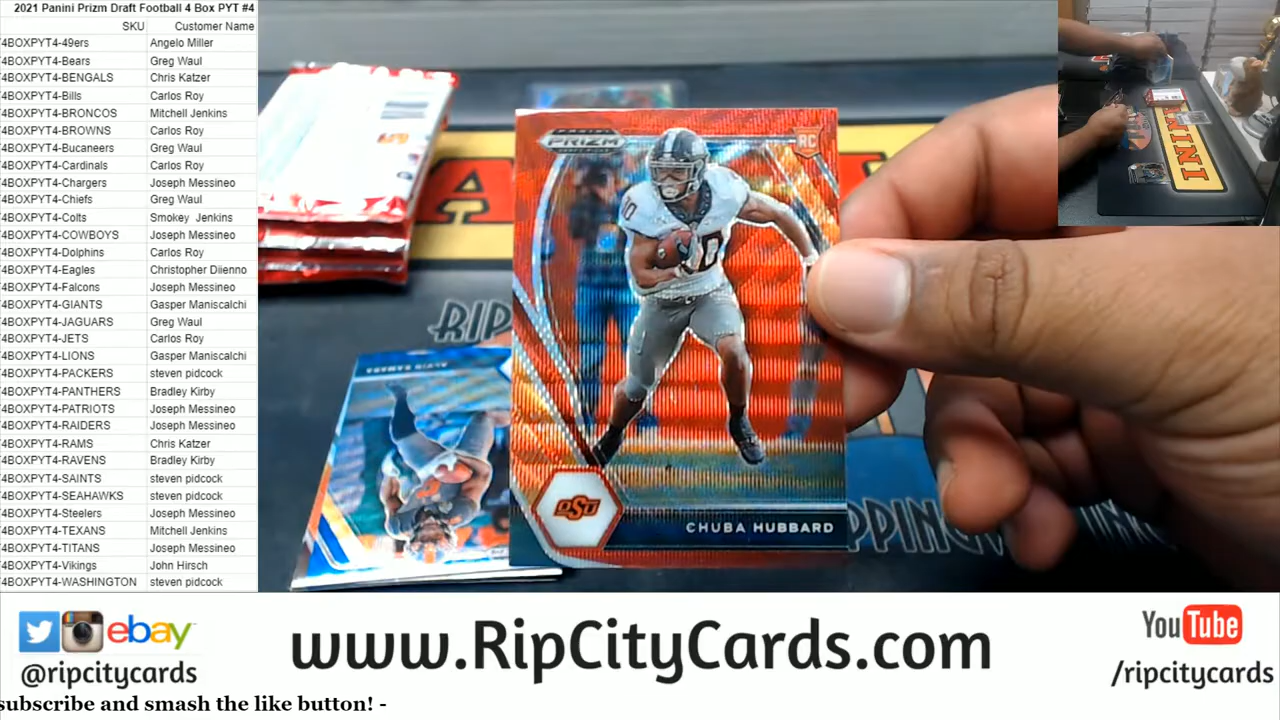 2021 Panini Prizm Draft Football 4 Box PYT #4
SKU Customer Name
4BOXPYT4-49ers Angelo Miller
4BOXPYT4-Bears Greg Waul
4BOXPYT4-BENGALS Chris Katzer
4BOXPYT4-Bills Carlos Roy
4BOXPYT4-BRONCOS Mitchell Jenkins
4BOXPYT4-BROWNS Carlos Roy
4BOXPYT4-Bucaneers Greg Waul
4BOXPYT4-Cardinals Carlos Roy
4BOXPYT4-Chargers Joseph Messineo
4BOXPYT4-Chiefs Greg Waul
4BOXPYT4-Colts Smokey Jenkins
4BOXPYT4-COWBOYS Joseph Messineo
4BOXPYT4-Dolphins Carlos Roy
4BOXPYT4-Eagles Christopher Diienno
4BOXPYT4-Falcons Joseph Messineo
4BOXPYT4-GIANTS Gasper Maniscalchi
4BOXPYT4-JAGUARS Greg Waul
4BOXPYT4-JETS Carlos Roy
4BOXPYT4-LIONS Gasper Maniscalchi
4BOXPYT4-PACKERS steven pidcock
4BOXPYT4-PANTHERS Bradley Kirby
4BOXPYT4-PATRIOTS Joseph Messineo
4BOXPYT4-RAIDERS Joseph Messineo
4BOXPYT4-RAMS Chris Katzer
4BOXPYT4-RAVENS Bradley Kirby
4BOXPYT4-SAINTS steven pidcock
4BOXPYT4-SEAHAWKS steven pidcock
4BOXPYT4-Steelers Joseph Messineo
4BOXPYT4-TEXANS Mitchell Jenkins
4BOXPYT4-TITANS Joseph Messineo
4BOXPYT4-Vikings John Hirsch
4BOXPYT4-WASHINGTON steven pidcock
PANINI
PRIZM
DRAFT PICKS
RC
OSU
CHUBA HUBBARD
RIP
PPIN
PANINI
ebay
@ripcitycards
www.RipCityCards.com
YouTube
/ripcitycards
subscribe and smash the like button! -